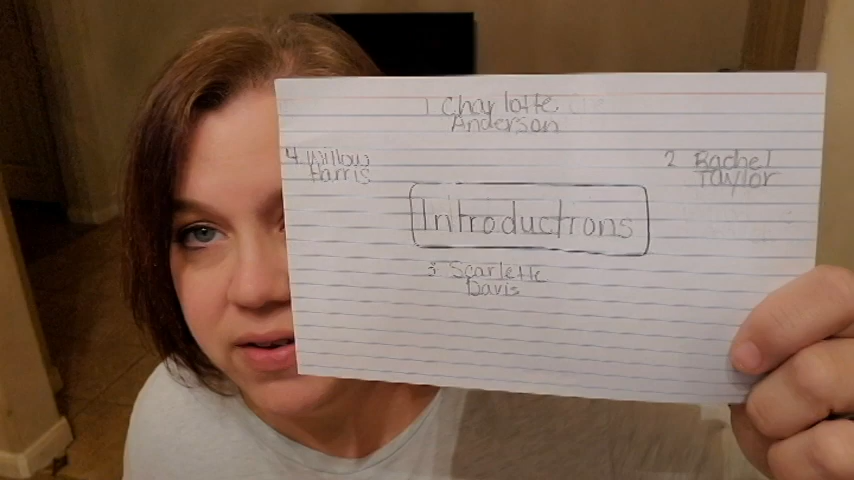 1 Charlotte
Anderson
4. Willow
Harris
2 Rachel
Taylor
Introductions
3 Scarlette
Davis